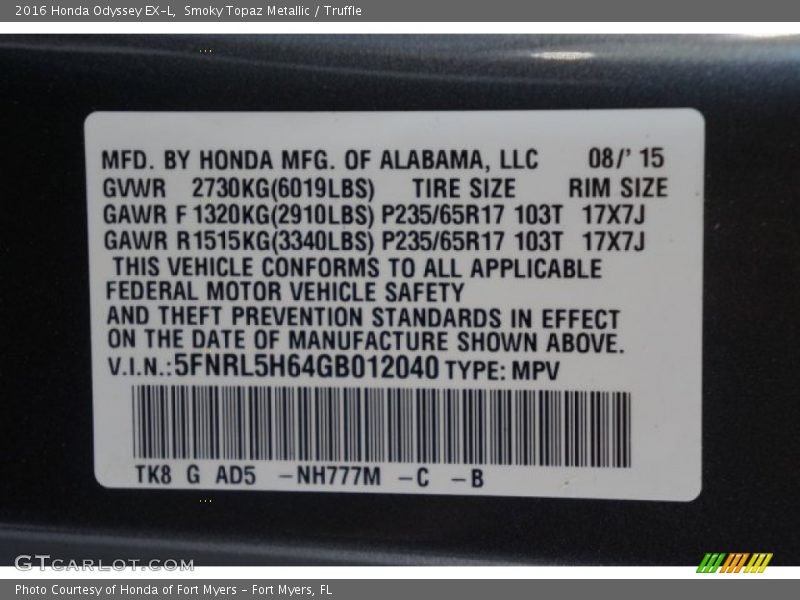 2016 Honda Odyssey EX-L,  Smoky Topaz Metallic / Truffle
MFD. BY HONDA MFG. OF ALABAMA, LLC 08/' 15
GVWR 2730KG(6019LBS) TIRE SIZE RIM SIZE
GAWR F 1320KG(2910LBS) P235/65R17 103T 17X7J
GAWR R 1515KG(3340LBS) P235/65R17 103T 17X7J
THIS VEHICLE CONFORMS TO ALL APPLICABLE
FEDERAL MOTOR VEHICLE SAFETY
AND THEFT PREVENTION STANDARDS IN EFFECT
ON THE DATE OF MANUFACTURE SHOWN ABOVE.
V.I.N.:5FNRL5H64GB012040 TYPE: MPV
TK8 G AD5 -NH777M -C -B
GTCARLOT.COM
Photo Courtesy of Honda of Fort Myers - Fort Myers, FL